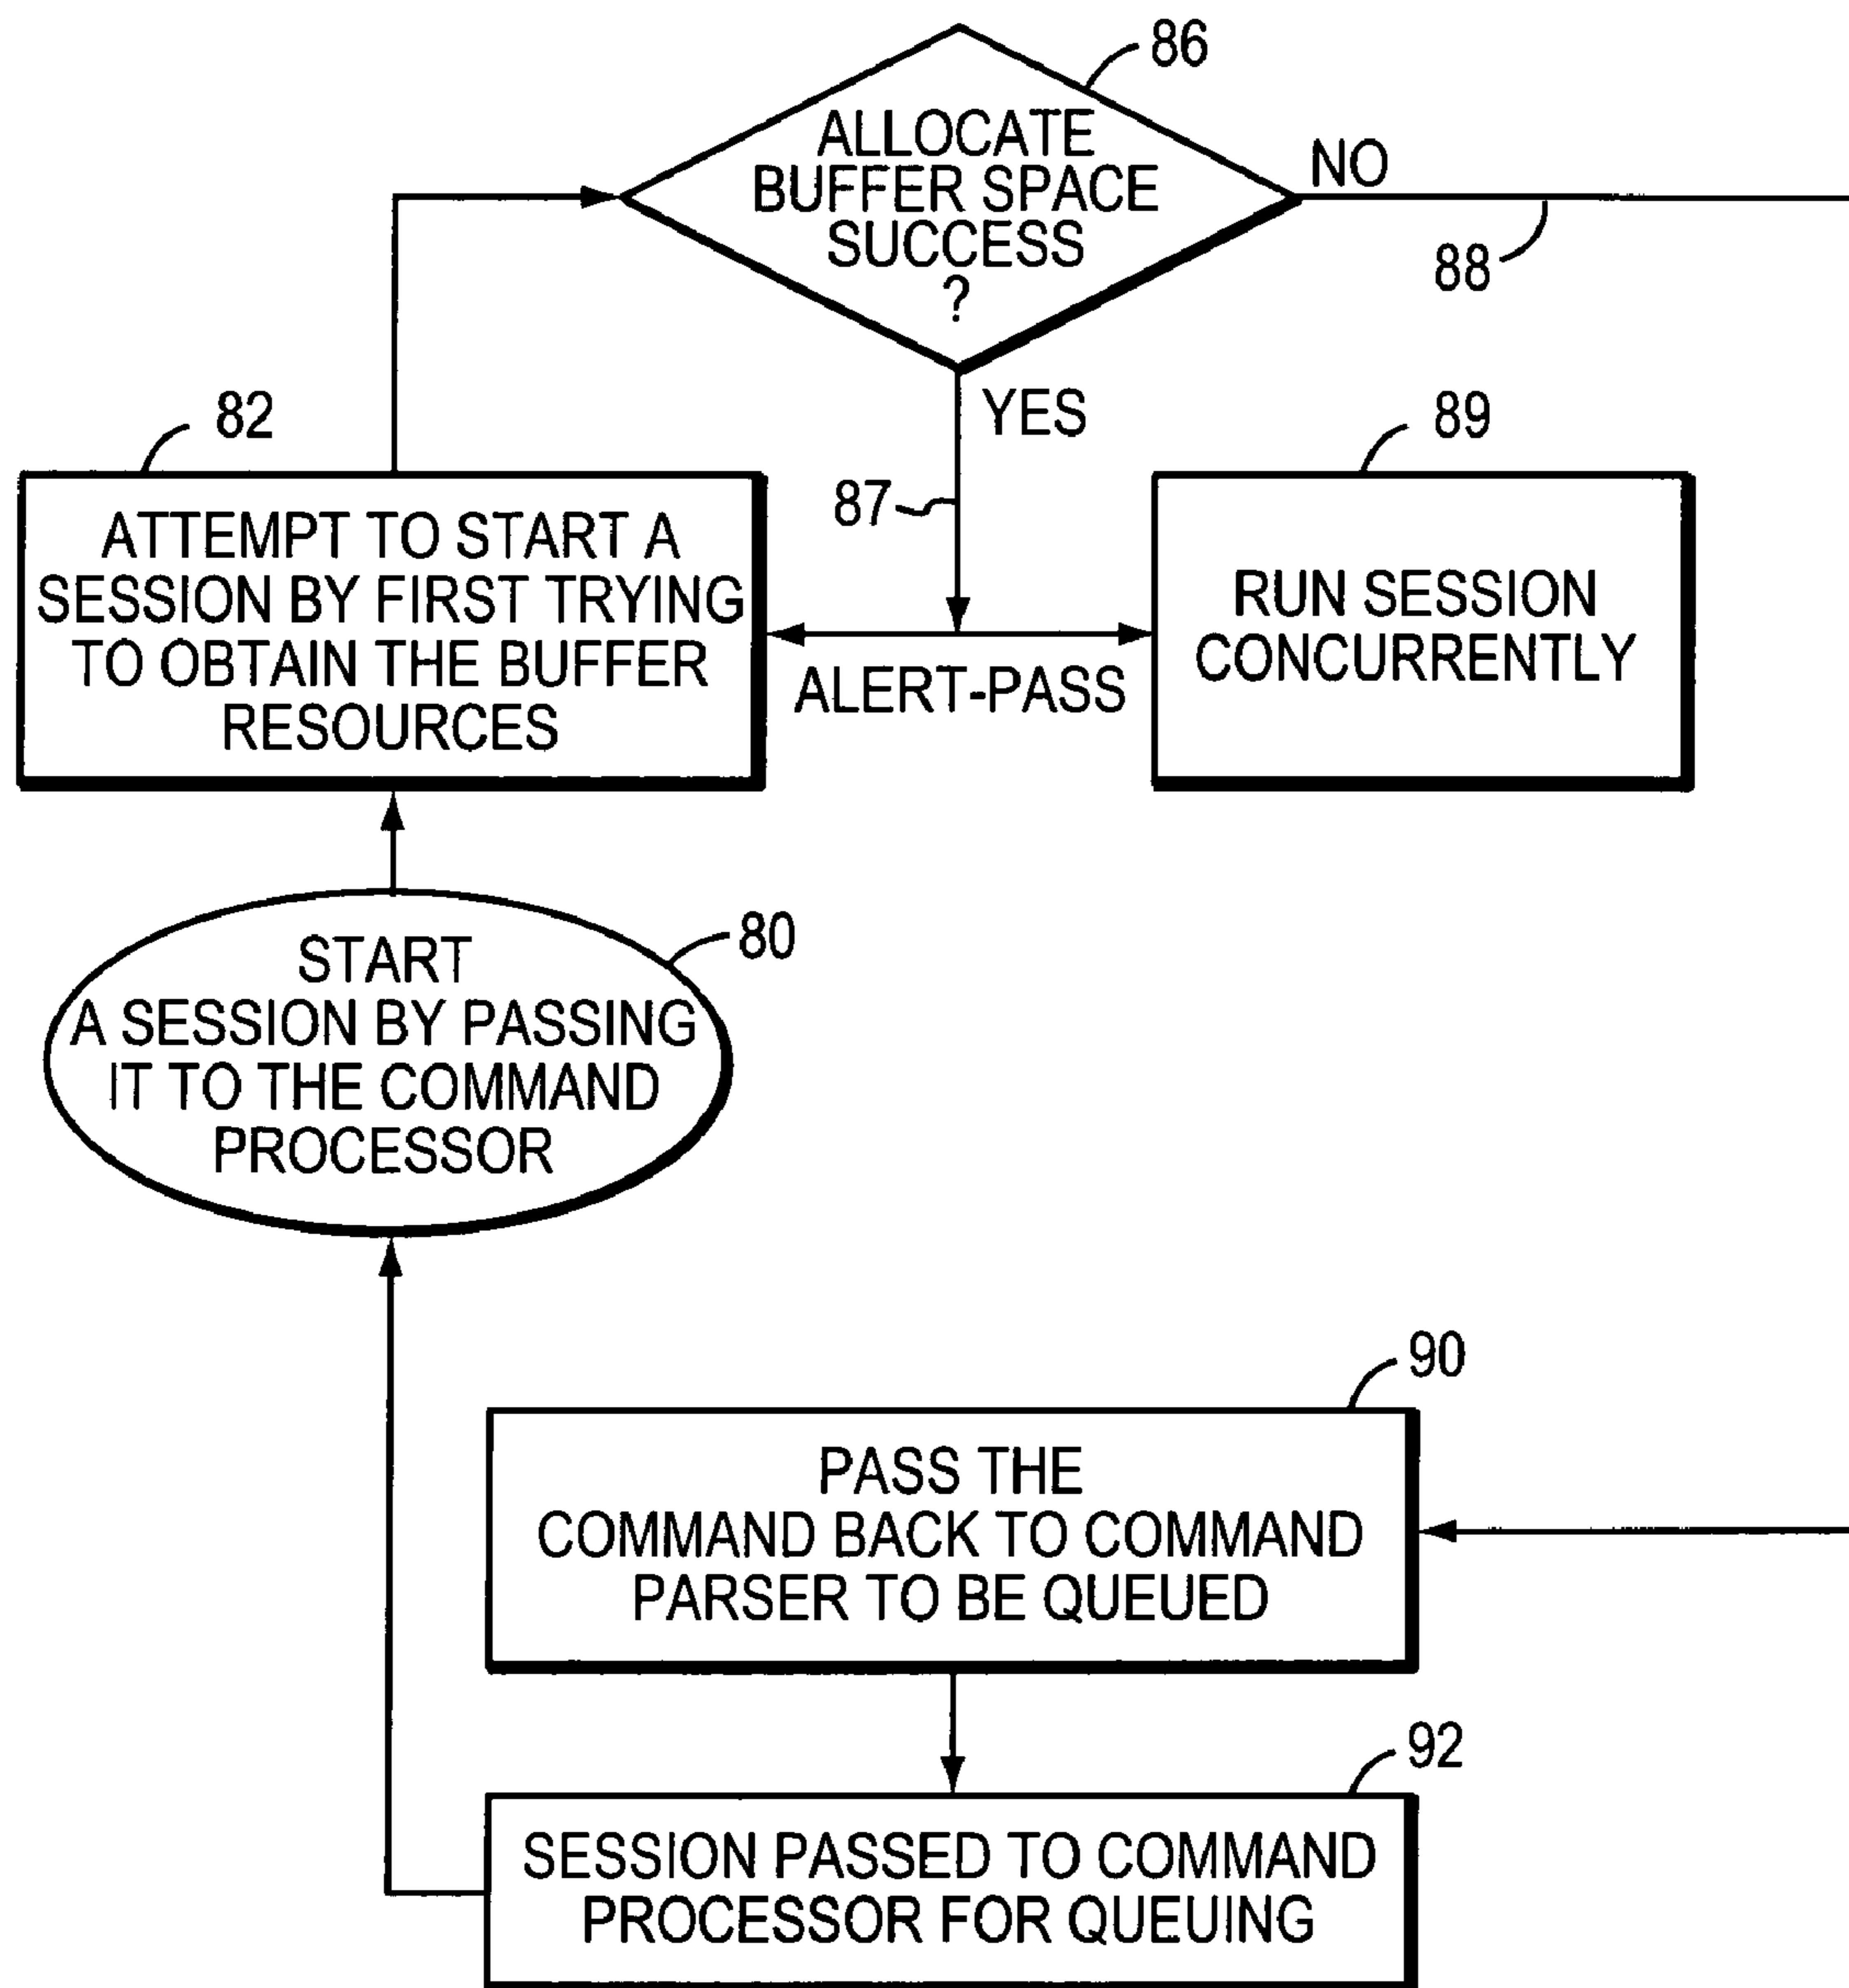 86
ALLOCATE
BUFFER SPACE
SUCCESS
?
NO
88
YES
87
82
ATTEMPT TO START A
SESSION BY FIRST TRYING
TO OBTAIN THE BUFFER
RESOURCES
ALERT-PASS
89
RUN SESSION
CONCURRENTLY
80
START
A SESSION BY PASSING
IT TO THE COMMAND
PROCESSOR
90
PASS THE
COMMAND BACK TO COMMAND
PARSER TO BE QUEUED
92
SESSION PASSED TO COMMAND
PROCESSOR FOR QUEUING